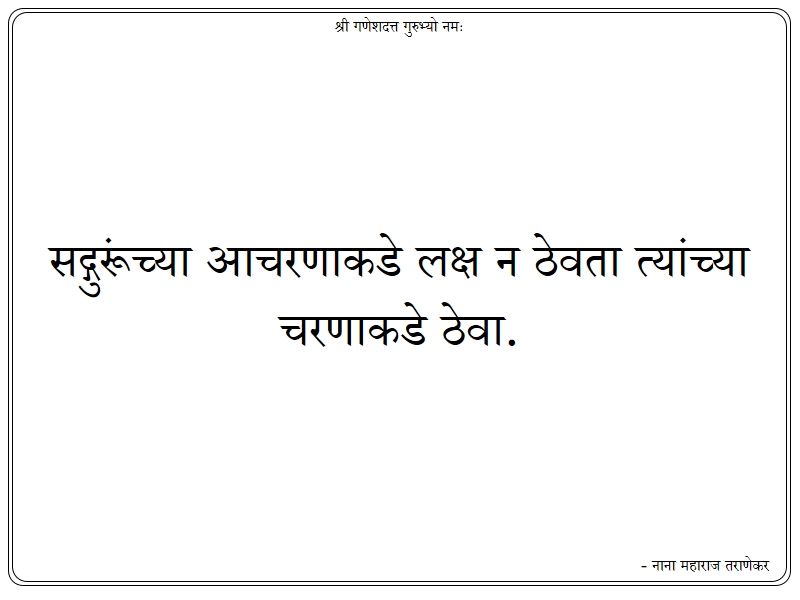 श्री गणेशदत्त गुरुभ्यो नमः
सद्गुरूंच्या आचरणाकडे लक्ष न ठेवता त्यांच्या
चरणाकडे ठेवा.
- नाना महाराज तराणेकर